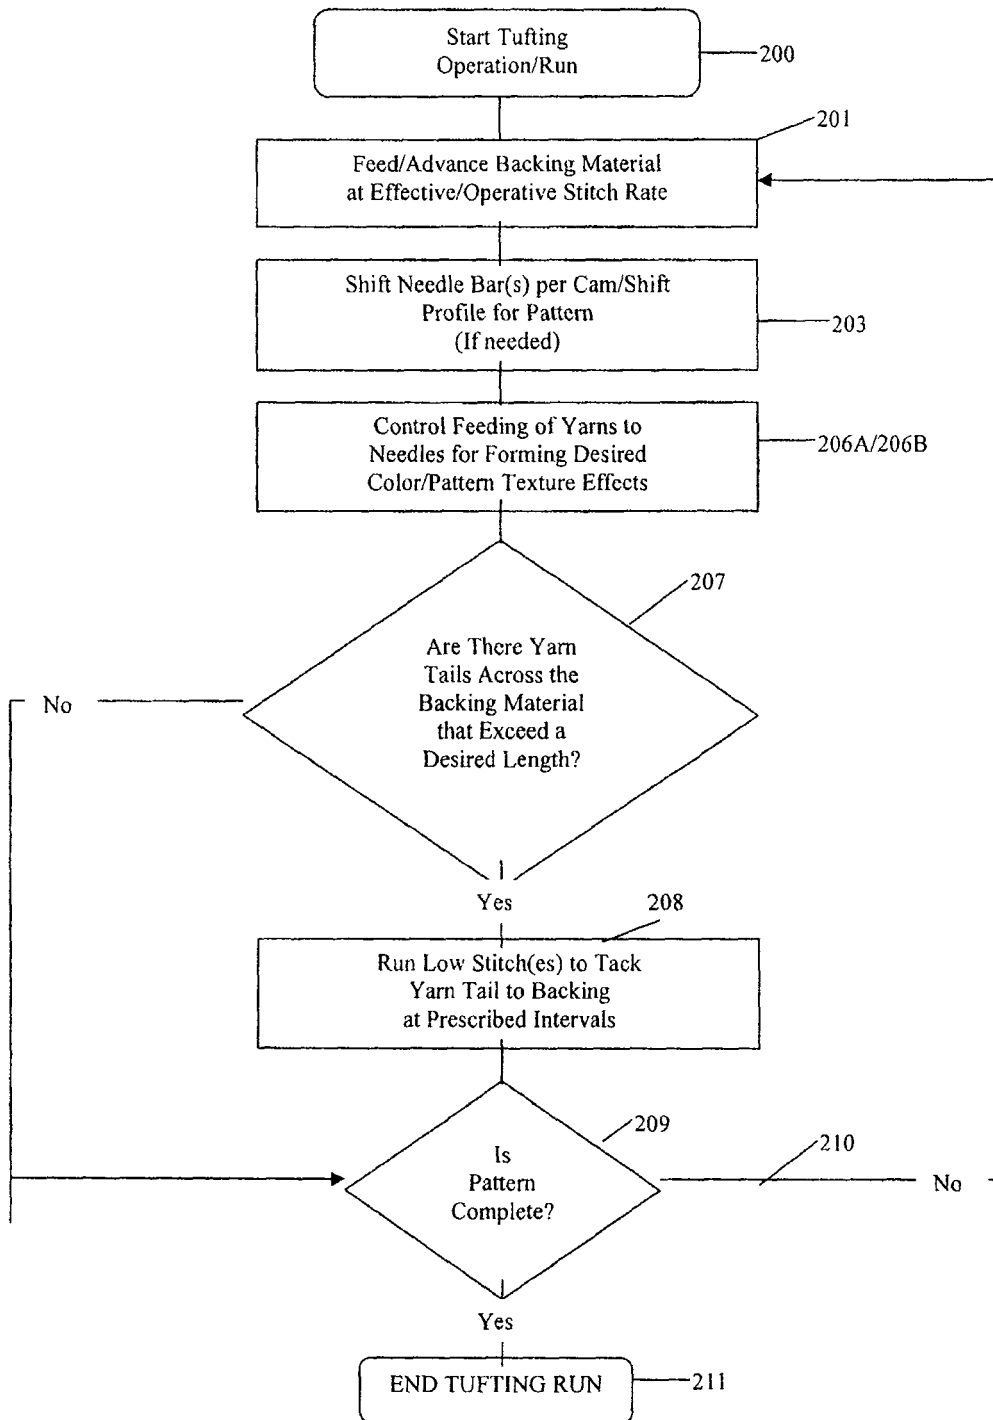 Start Tufting
Operation/Run
200
201
Feed/Advance Backing Material
at Effective/Operative Stitch Rate
Shift Needle Bar(s) per Cam/Shift
Profile for Pattern
(If needed)
203
Control Feeding of Yarns to
Needles for Forming Desired
Color/Pattern Texture Effects
206A/206B
207
Are There Yarn
Tails Across the
Backing Material
that Exceed a
Desired Length?
No
Yes
208
Run Low Stitch(es) to Tack
Yarn Tail to Backing
at Prescribed Intervals
209
Is
Pattern
Complete?
210
No
Yes
END TUFTING RUN
211